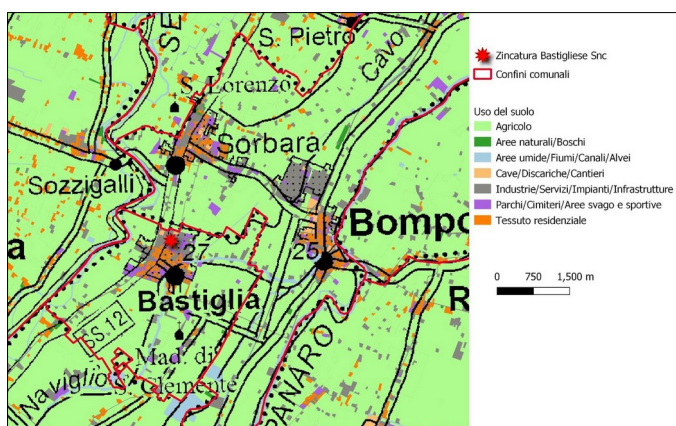 SE
S. Pietro
Cavo
S. Lorenzo
Sorbara
Sozzigalli
Bompo
a
27
25
Bastiglia
R
SS.12
Mad. di
S. Clemente
Naviglio
PANARO
Zincatura Bastigliese Snc
Confini comunali
Uso del suolo
Agricolo
Aree naturali/Boschi
Aree umide/Fiumi/Canali/Alvei
Cave/Discariche/Cantieri
Industrie/Servizi/Impianti/Infrastrutture
Parchi/Cimiteri/Aree svago e sportive
Tessuto residenziale
0 750 1,500 m